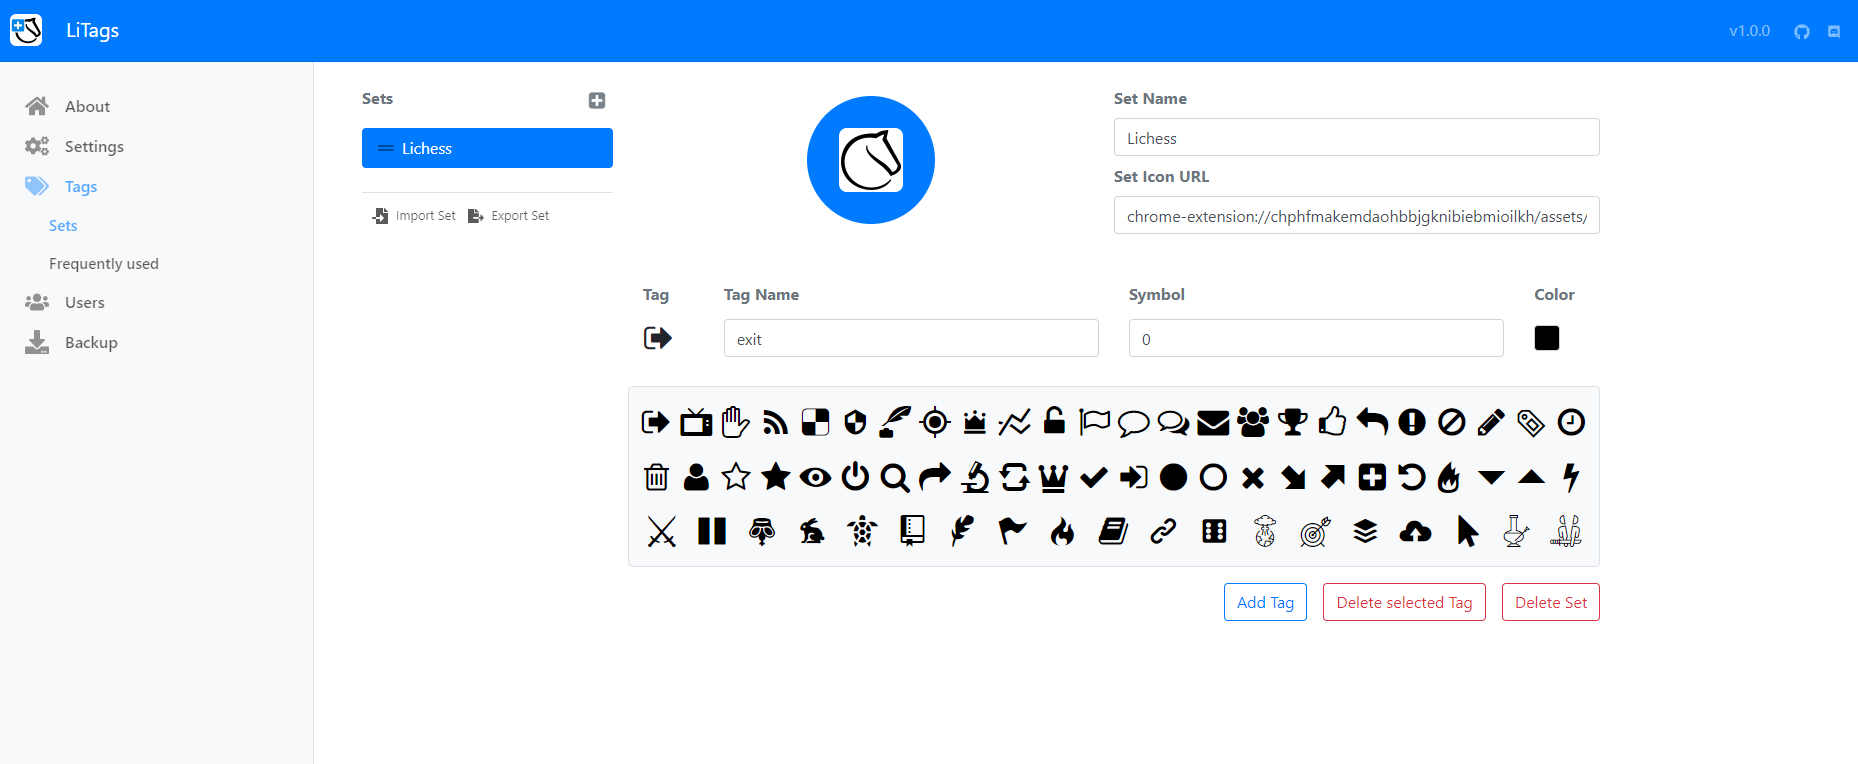 LiTags
v1.0.0
About
Settings
Tags
Sets
Frequently used
Users
Backup
Sets
Lichess
Import Set
Export Set
Set Name
Lichess
Set Icon URL
chrome-extension://chphfmakemdaohbbjgknibiebmioilkh/assets/
Tag
Tag Name
Symbol
Color
exit
0
Add Tag
Delete selected Tag
Delete Set